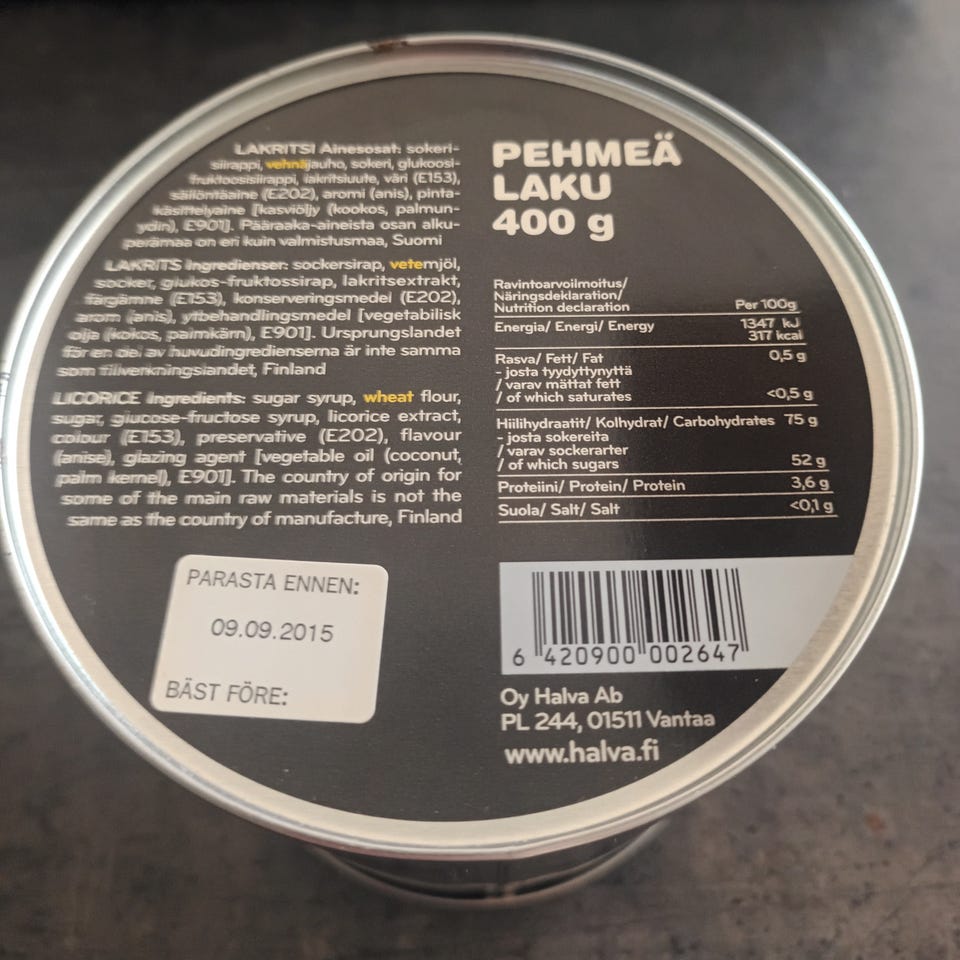 LAKRITSI Ainesosat: sokeri-
siirappi, vehnäjauho, sokeri, glukoosi-
fruktoosisiirappi, lakritsiuute, väri (E153),
säilöntäaine (E202), aromi (anis), pinta-
käsittelyaine [kasviöljy (kookos, palmun-
ydin), E901]. Pääraaka-aineista osan alku-
perämaa on eri kuin valmistusmaa, Suomi
LAKRITS Ingredienser: sockersirap, vetemjöl,
socker, glukos-fruktossirap, lakritsextrakt,
färgämne (E153), konserveringsmedel (E202),
arom (anis), ytbehandlingsmedel [vegetabilisk
olja (kokos, palmkärn), E901]. Ursprungslandet
för en del av huvudingredienserna är inte samma
som tillverkningslandet, Finland
LICORICE Ingredients: sugar syrup, wheat flour,
sugar, glucose-fructose syrup, licorice extract,
colour (E153), preservative (E202), flavour
(anise), glazing agent [vegetable oil (coconut,
palm kernel), E901]. The country of origin for
some of the main raw materials is not the
same as the country of manufacture, Finland
PARASTA ENNEN:
09.09.2015
BÄST FÖRE:
PEHMEÄ
LAKU
400 g
Ravintoarvoilmoitus/
Näringsdeklaration/
Nutrition declaration Per 100g
Energia/ Energi/ Energy 1347 kJ
317 kcal
Rasva/ Fett/ Fat 0,5 g
- josta tyydyttynyttä
/ varav mättat fett
/ of which saturates <0,5 g
Hiilihydraatit/ Kolhydrat/ Carbohydrates 75 g
- josta sokereita
/ varav sockerarter
/ of which sugars 52 g
Proteiini/ Protein/ Protein 3,6 g
Suola/ Salt/ Salt <0,1 g
6 420900 002647
Oy Halva Ab
PL 244, 01511 Vantaa
www.halva.fi